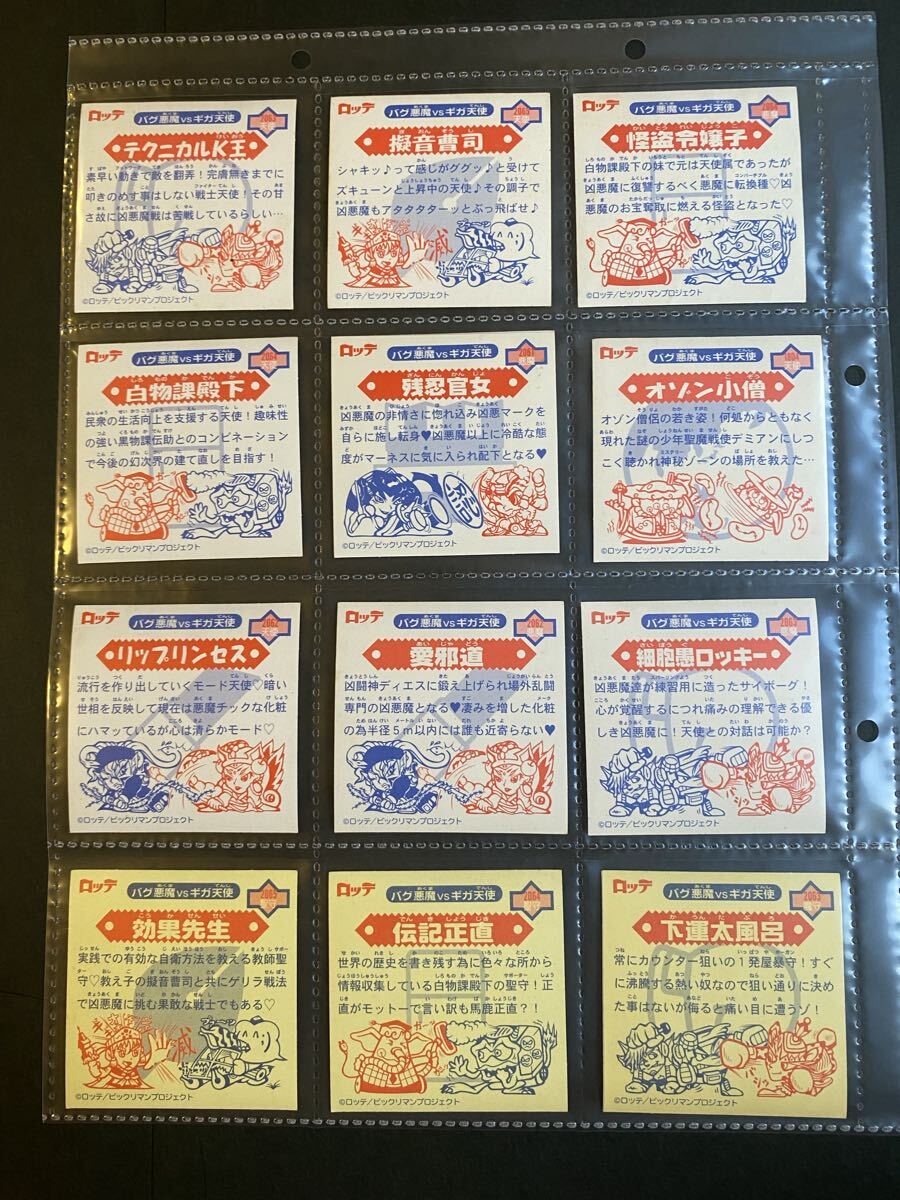 ロッテ
バグ悪魔vsギガ天使
2063
天使
テクニカルK王
素早い動きで敵を翻弄！完膚無きまでに
叩きのめす事はしない戦士天使！その甘
さ故に凶悪魔戦は苦戦しているらしい…
©ロッテ/ビックリマンプロジェクト
ロッテ
バグ悪魔vsギガ天使
2065
天使
擬音曹司
シャキッ♪って感じがググッ♪と呼けて
ズキューンと上昇中の天使♪その調子で
凶悪魔もアタタタターッとぶっ飛ばせ♪
滅
©ロッテ/ビックリマンプロジェクト
ロッテ
バグ悪魔vsギガ天使
2064
悪魔
怪盗令嬢子
白物課殿下の妹で元は天使属であったが
凶悪魔に復讐するべく悪魔に転換種♡凶
悪魔のお宝奪取に燃える怪盗となった♡
©ロッテ/ビックリマンプロジェクト
ロッテ
バグ悪魔vsギガ天使
2064
天使
白物課殿下
民衆の生活向上を支援する天使！趣味性
の強い黒物課伝助とのコンビネーション
で今後の幻次界の建て直しを目指す！
©ロッテ/ビックリマンプロジェクト
ロッテ
バグ悪魔vsギガ天使
2061
悪魔
残忍官女
凶悪魔の非情さに惚れ込み凶悪マークを
自らに施し転身♥凶悪魔以上に冷酷な態
度がマーネスに気に入られ配下となる♥
©ロッテ/ビックリマンプロジェクト
ロッテ
バグ悪魔vsギガ天使
1804
天使
オゾン小僧
オゾン僧侶の若き姿！何処からともなく
現れた謎の少年聖魔戦使デミアンにしつ
こく聴かれ神秘ゾーンの場所を教えた…
©ロッテ/ビックリマンプロジェクト
ロッテ
バグ悪魔vsギガ天使
2062
天使
リップリンセス
流行を作り出していくモード天使♡暗い
世相を反映して現在は悪魔チックな化粧
にハマッているが心は清らかモード♡
©ロッテ/ビックリマンプロジェクト
ロッテ
バグ悪魔vsギガ天使
2062
悪魔
愛邪道
凶闘神ディエスに鍛え上げられ場外乱闘
専門の凶悪魔となる♥凄みを増した化粧
の為半径5m以内には誰も近寄らない♥
©ロッテ/ビックリマンプロジェクト
ロッテ
バグ悪魔vsギガ天使
2063
悪魔
細胞愚ロッキー
凶悪魔達が練習用に造ったサイボーグ！
心が覚醒するにつれ痛みの理解できる優
しき凶悪魔に！天使との対話は可能か？
©ロッテ/ビックリマンプロジェクト
ロッテ
バグ悪魔vsギガ天使
2065
効果先生
実践での有効な自衛方法を教える教師聖
守♡教え子の擬音曹司と共にゲリラ戦法
で凶悪魔に挑む果敢な戦士でもある♡
滅
©ロッテ/ビックリマンプロジェクト
ロッテ
バグ悪魔vsギガ天使
2064
伝記正直
世界の歴史を書き残す為に色々な所から
情報収集している白物課殿下の聖守！正
直がモットーで言い訳も馬鹿正直？！
©ロッテ/ビックリマンプロジェクト
ロッテ
バグ悪魔vsギガ天使
2063
下運太風呂
常にカウンター狙いの1発屋暴守！すぐ
に沸騰する熱い奴なので狙い通りに決め
た事はないが侮ると痛い目に遭うゾ！
©ロッテ/ビックリマンプロジェクト